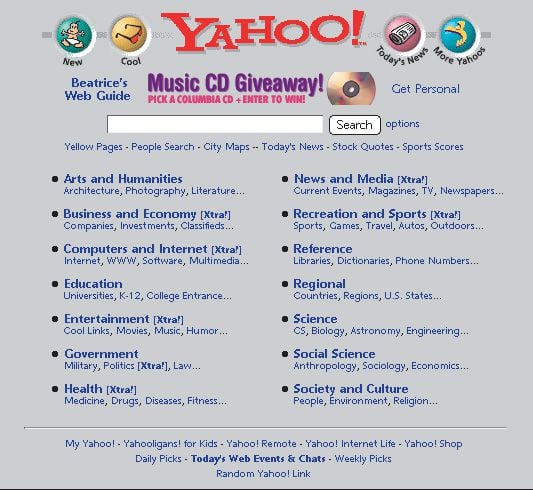 YAHOO!™
New
Cool
Today's News
More Yahoos
Beatrice's
Web Guide
Music CD Giveaway!
PICK A COLUMBIA CD + ENTER TO WIN!
Get Personal
Search options
Yellow Pages - People Search - City Maps -- Today's News - Stock Quotes - Sports Scores
Arts and Humanities
Architecture, Photography, Literature...
Business and Economy [Xtra!]
Companies, Investments, Classifieds...
Computers and Internet [Xtra!]
Internet, WWW, Software, Multimedia...
Education
Universities, K-12, College Entrance...
Entertainment [Xtra!]
Cool Links, Movies, Music, Humor...
Government
Military, Politics [Xtra!], Law...
Health [Xtra!]
Medicine, Drugs, Diseases, Fitness...
News and Media [Xtra!]
Current Events, Magazines, TV, Newspapers...
Recreation and Sports [Xtra!]
Sports, Games, Travel, Autos, Outdoors...
Reference
Libraries, Dictionaries, Phone Numbers...
Regional
Countries, Regions, U.S. States...
Science
CS, Biology, Astronomy, Engineering...
Social Science
Anthropology, Sociology, Economics...
Society and Culture
People, Environment, Religion...
My Yahoo! - Yahooligans! for Kids - Yahoo! Remote - Yahoo! Internet Life - Yahoo! Shop
Daily Picks - Today's Web Events & Chats - Weekly Picks
Random Yahoo! Link